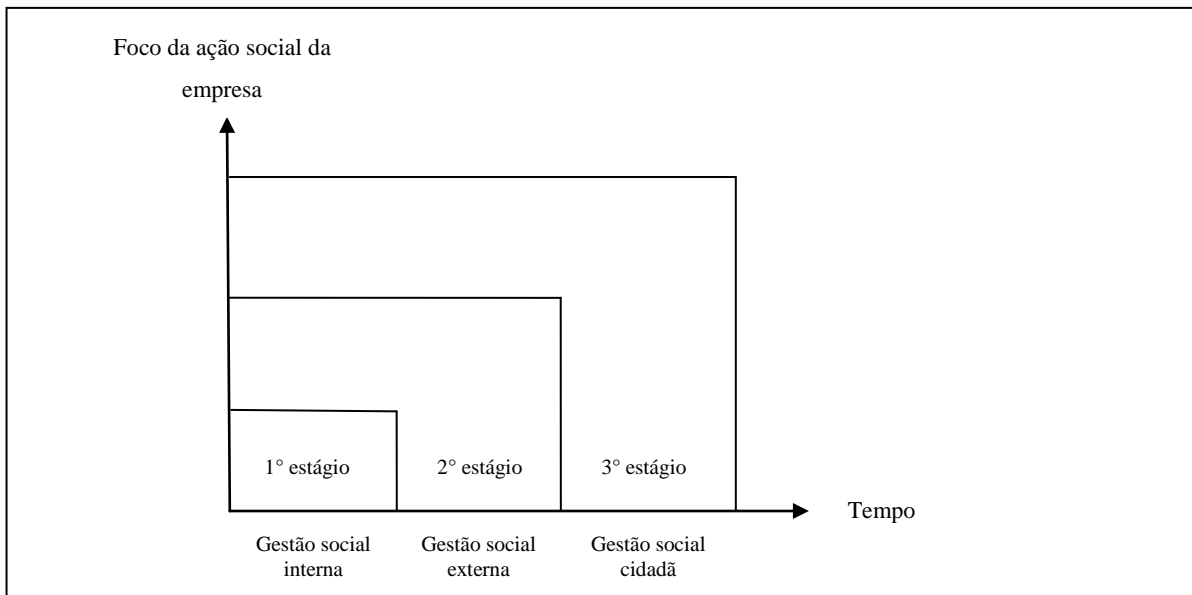 Foco da ação social da
empresa
1° estágio
2° estágio
3° estágio
Tempo
Gestão social
interna
Gestão social
externa
Gestão social
cidadã